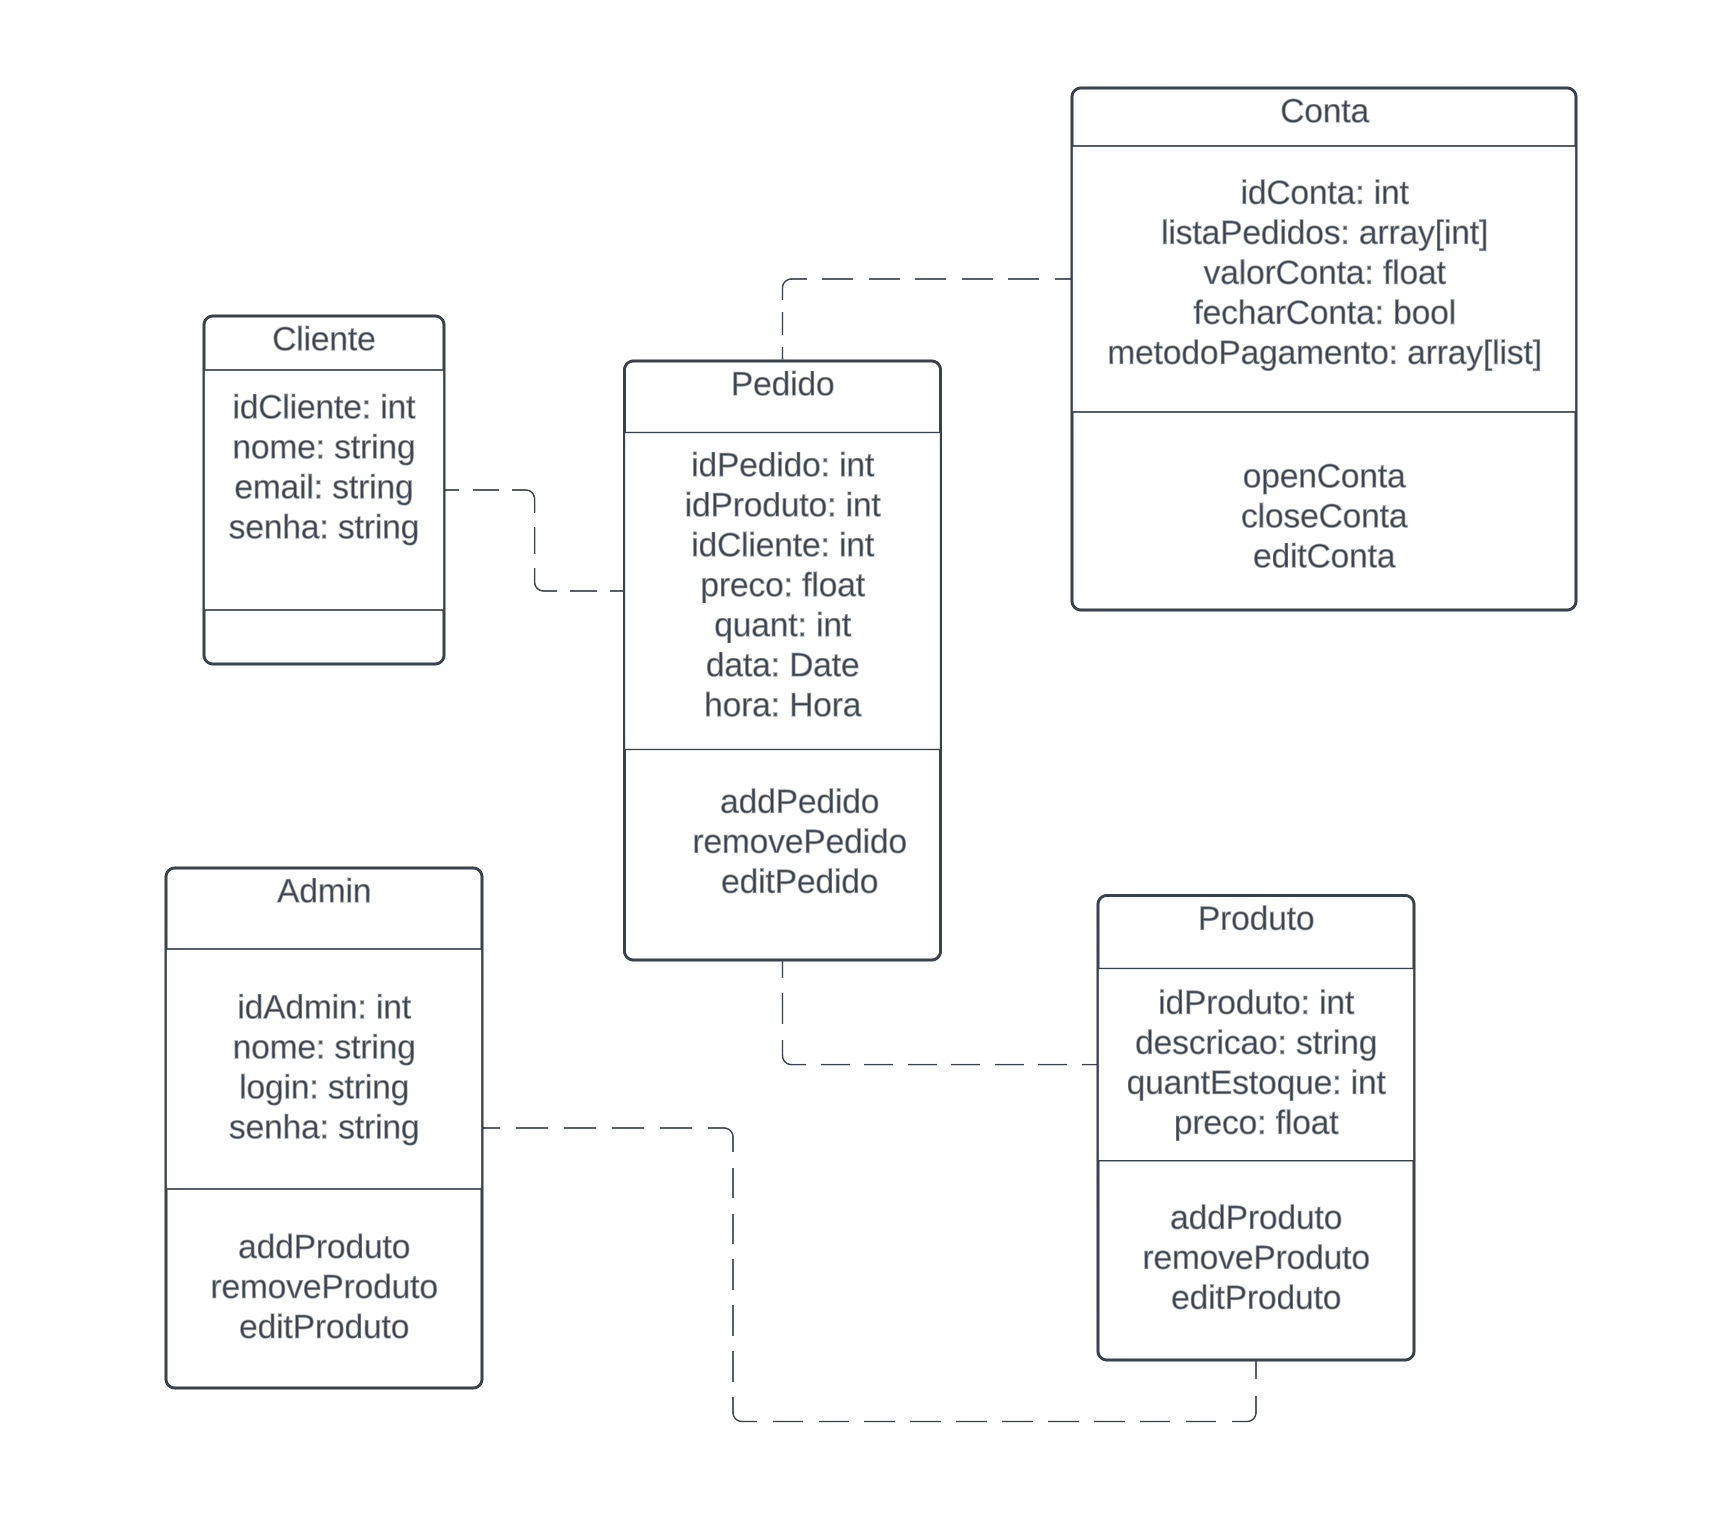 Conta
idConta: int
listaPedidos: array[int]
valorConta: float
fecharConta: bool
metodoPagamento: array[list]
openConta
closeConta
editConta
Cliente
idCliente: int
nome: string
email: string
senha: string
Pedido
idPedido: int
idProduto: int
idCliente: int
preco: float
quant: int
data: Date
hora: Hora
addPedido
removePedido
editPedido
Admin
idAdmin: int
nome: string
login: string
senha: string
addProduto
removeProduto
editProduto
Produto
idProduto: int
descricao: string
quantEstoque: int
preco: float
addProduto
removeProduto
editProduto